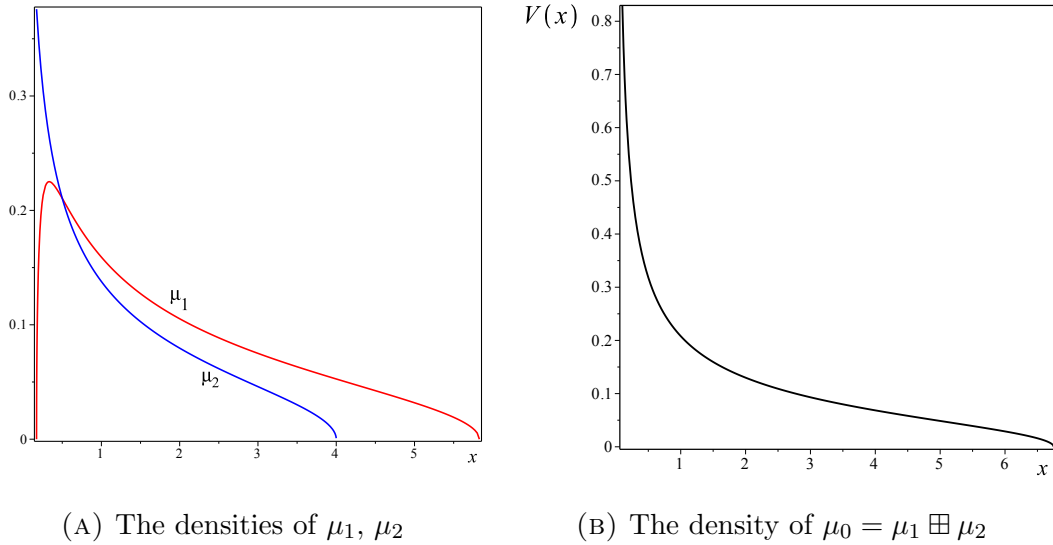 0.3
0.2
0.1
0
μ1
μ2
1 2 3 4 5
x
V(x)
0.8
0.7
0.6
0.5
0.4
0.3
0.2
0.1
0
1 2 3 4 5 6
x
(A) The densities of μ1, μ2
(B) The density of μ0 = μ1 ⊞ μ2